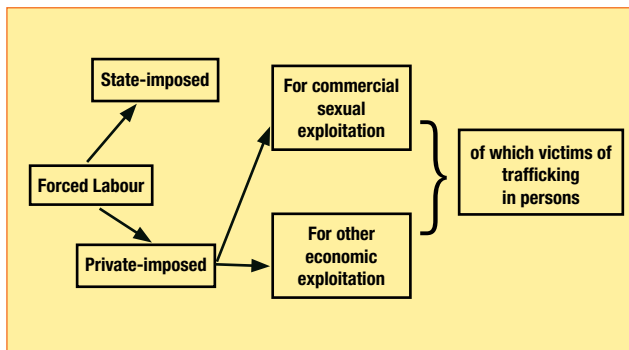 State-imposed
Forced Labour
Private-imposed
For commercial
sexual
exploitation
For other
economic
exploitation
of which victims of
trafficking
in persons